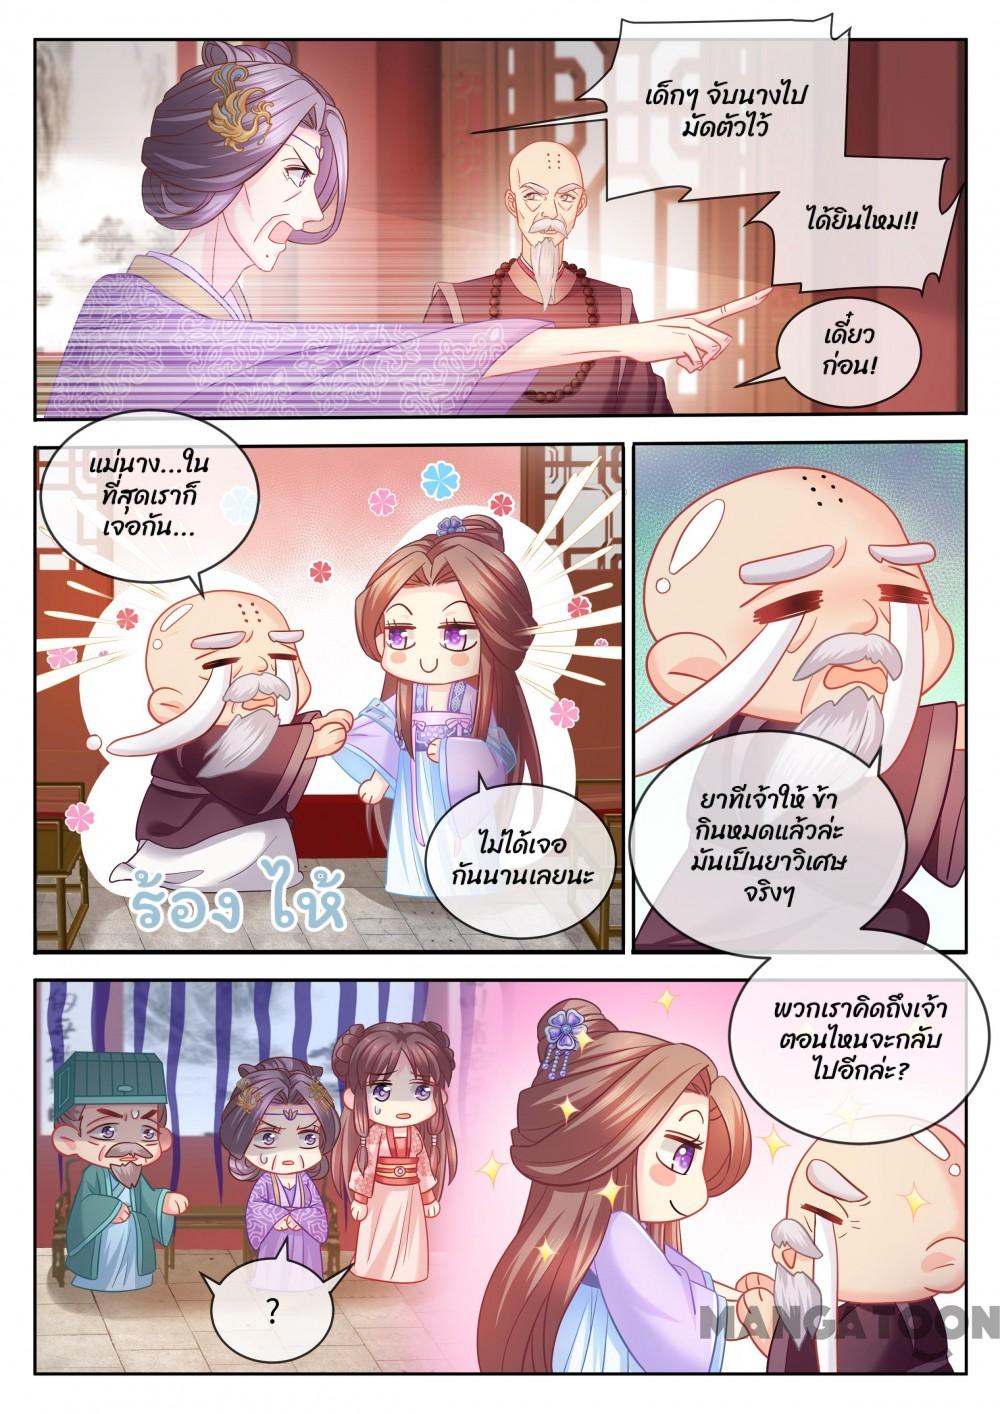 เด็กๆ จับนางไป
มัดตัวไว้
ได้ยินไหม!!
เดี๋ยว
ก่อน!
แม่นาง...ใน
ที่สุดเราก็
เจอกัน...
ไม่ได้เจอ
กันนานเลยนะ
ร้องไห้
ยาที่เจ้าให้ ข้า
กินหมดแล้วล่ะ
มันเป็นยาวิเศษ
จริงๆ
พวกเราคิดถึงเจ้า
ตอนไหนจะกลับ
ไปอีกล่ะ?
?
MANGATOON